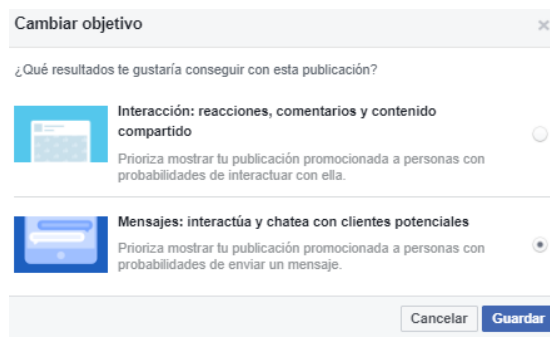 Cambiar objetivo
¿Qué resultados te gustaría conseguir con esta publicación?
Interacción: reacciones, comentarios y contenido
compartido
Prioriza mostrar tu publicación promocionada a personas con
probabilidades de interactuar con ella.
Mensajes: interactúa y chatea con clientes potenciales
Prioriza mostrar tu publicación promocionada a personas con
probabilidades de enviar un mensaje.
Cancelar Guardar